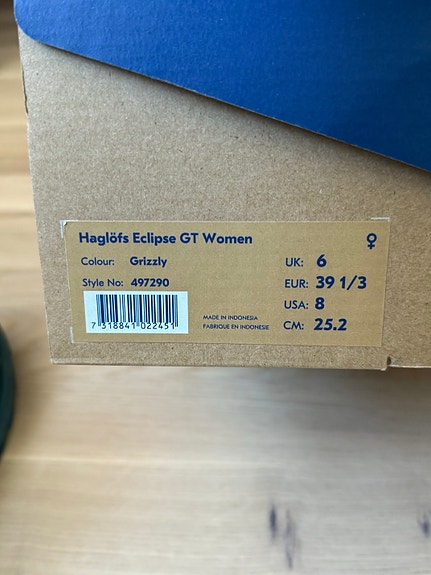 Haglöfs Eclipse GT Women ♀
Colour: Grizzly
Style No: 497290
7 318841 022451
MADE IN INDONESIA
FABRIQUE EN INDONESIE
UK: 6
EUR: 39 1/3
USA: 8
CM: 25.2